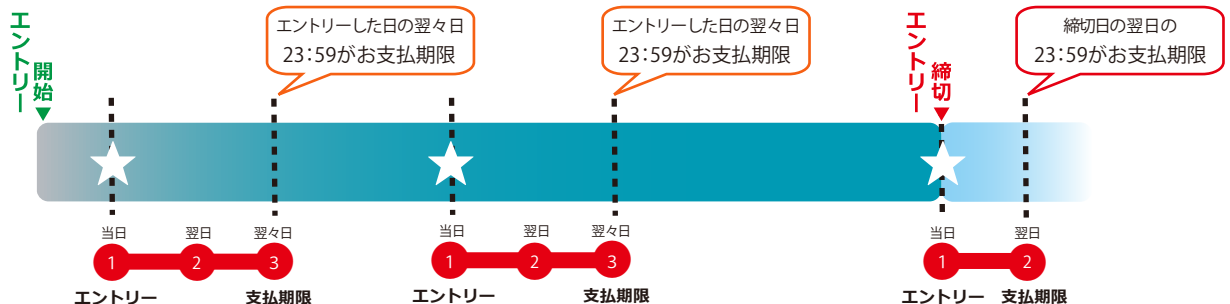 エントリー
開始
エントリーした日の翌々日
23:59がお支払期限
エントリーした日の翌々日
23:59がお支払期限
エントリー
締切
締切日の翌日の
23:59がお支払期限
当日 翌日 翌々日
1 2 3
エントリー 支払期限
当日 翌日 翌々日
1 2 3
エントリー 支払期限
当日 翌日
1 2
エントリー 支払期限